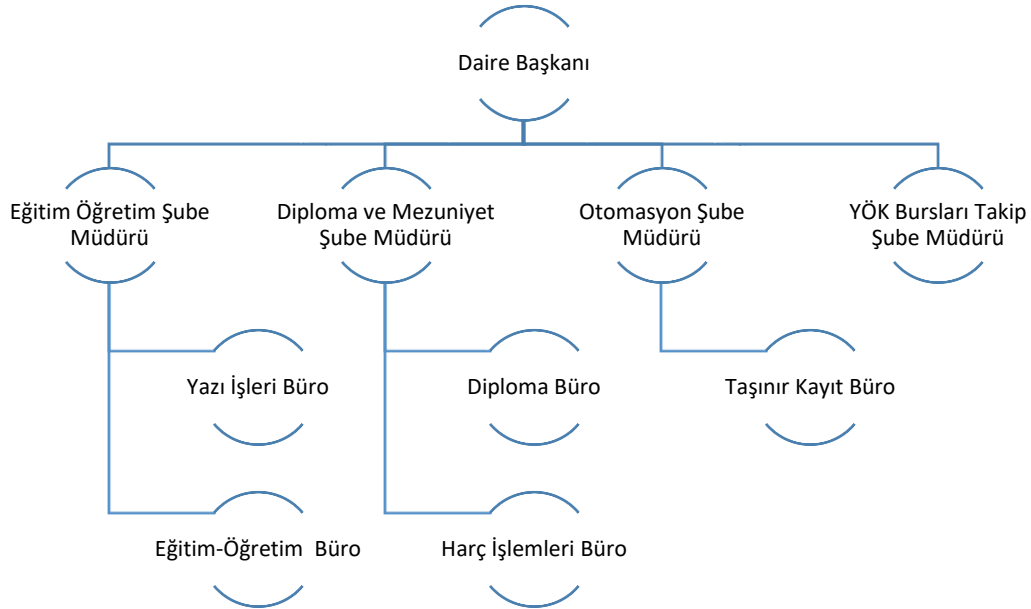 Daire Başkanı
Eğitim Öğretim Şube
Müdürü
Diploma ve Mezuniyet
Şube Müdürü
Otomasyon Şube
Müdürü
YÖK Bursları Takip
Şube Müdürü
Yazı İşleri Büro
Diploma Büro
Taşınır Kayıt Büro
Eğitim-Öğretim  Büro
Harç İşlemleri Büro